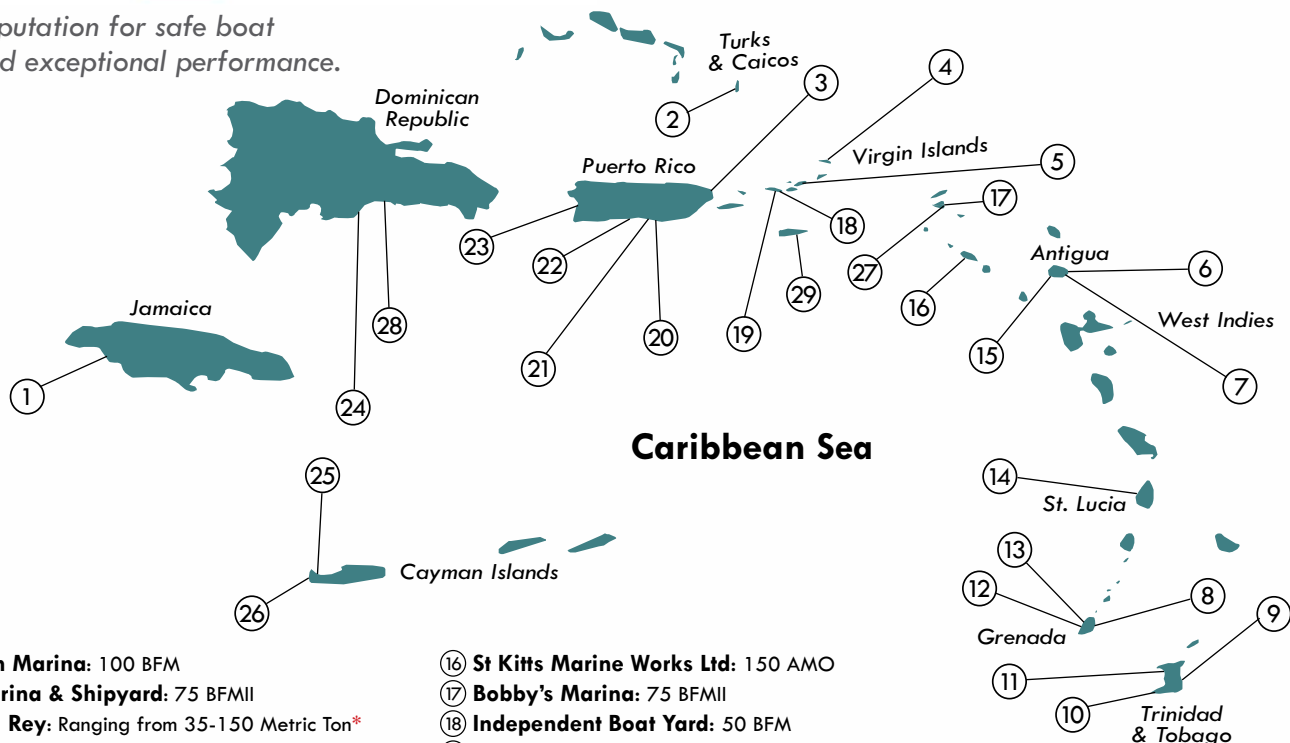 putation for safe boat
d exceptional performance.
Turks
& Caicos
3
4
2
Dominican
Republic
Puerto Rico
Virgin Islands
5
17
23
22
18
27
29
16
Antigua
6
West Indies
15
7
Jamaica
1
28
24
21
20
19
Caribbean Sea
25
14
St. Lucia
Cayman Islands
26
13
12
8
Grenada
9
11
10
Trinidad
& Tobago
n Marina: 100 BFM
rina & Shipyard: 75 BFMII
Rey: Ranging from 35-150 Metric Ton*
16 St Kitts Marine Works Ltd: 150 AMO
17 Bobby's Marina: 75 BFMII
18 Independent Boat Yard: 50 BFM